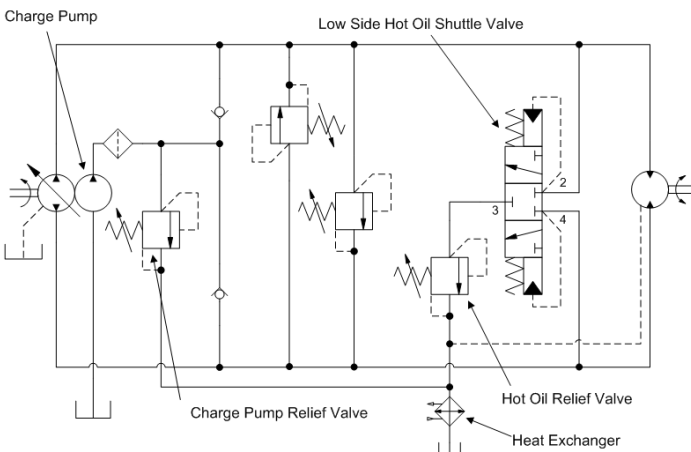 Charge Pump
Low Side Hot Oil Shuttle Valve
2
3
4
Hot Oil Relief Valve
Charge Pump Relief Valve
Heat Exchanger